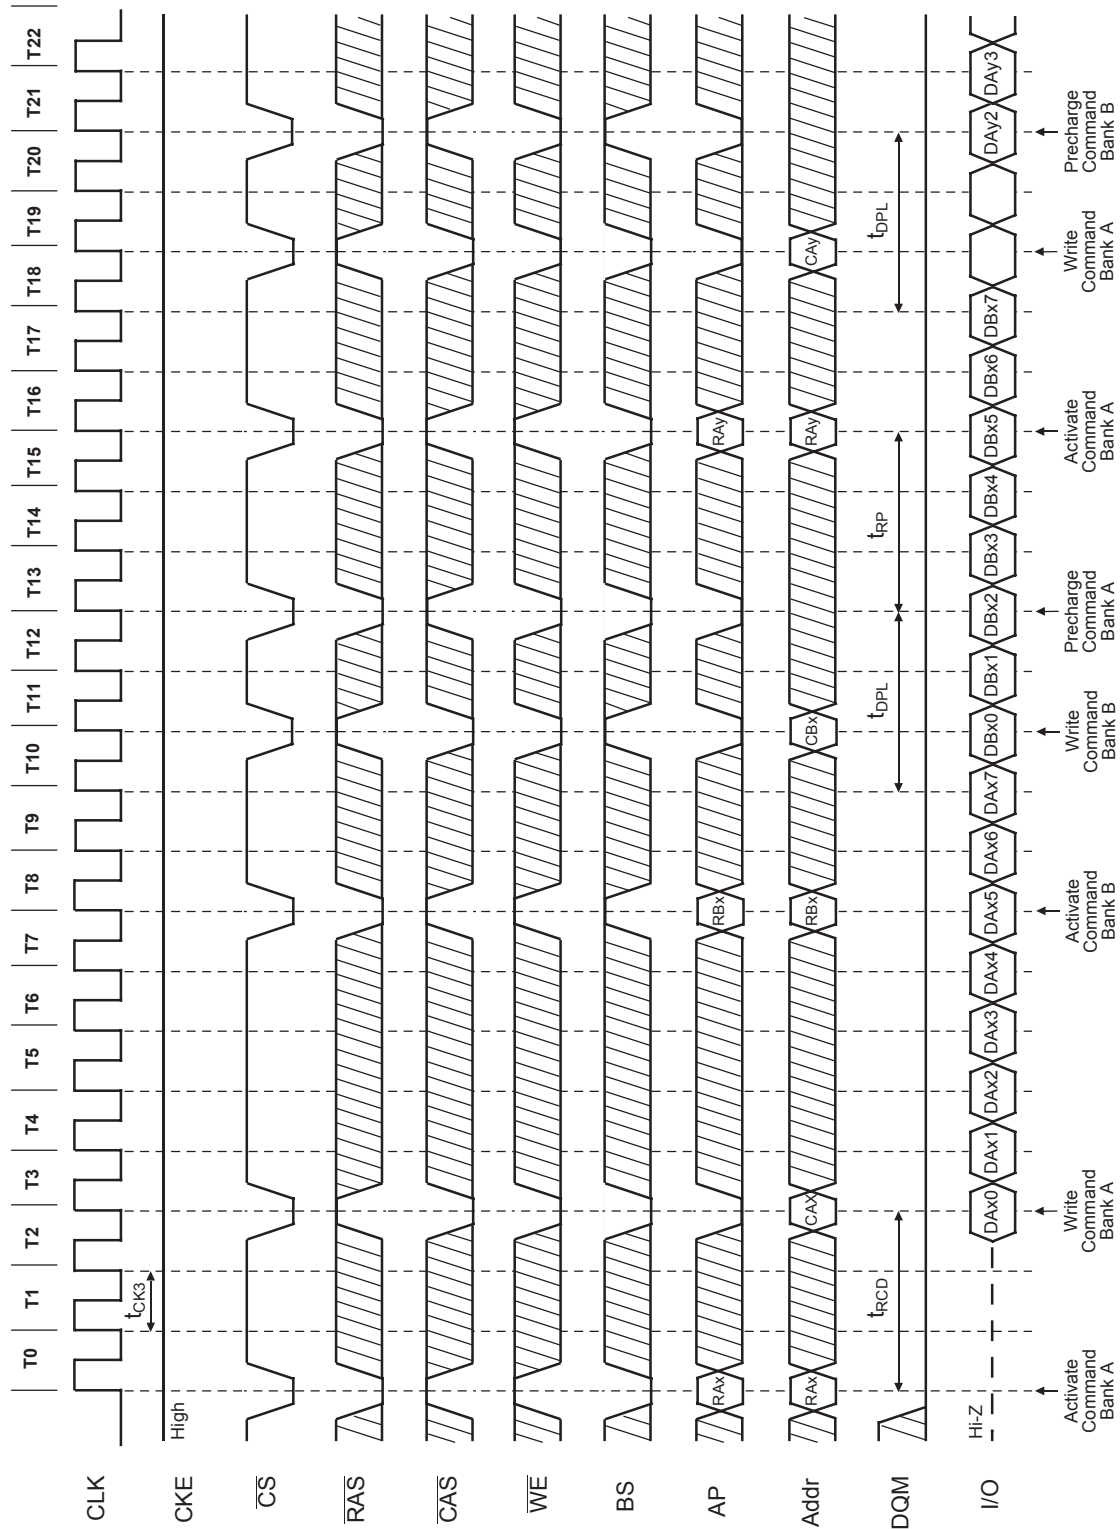 T0 T1 T2 T3 T4 T5 T6 T7 T8 T9 T10 T11 T12 T13 T14 T15 T16 T17 T18 T19 T20 T21 T22
CLK
tCK3
CKE
High
CS
RAS
CAS
WE
BS
AP
RAx RBx RAy
Addr
RAx CAX RBx CBx RAy CAy
DQM
tRCD tDPL tRP tDPL
I/O
Hi-Z
DAx0 DAx1 DAx2 DAx3 DAx4 DAx5 DAx6 DAx7 DBx0 DBx1 DBx2 DBx3 DBx4 DBx5 DBx6 DBx7 DAy2 DAy3
Activate
Command
Bank A
Write
Command
Bank A
Activate
Command
Bank B
Write
Command
Bank B
Precharge
Command
Bank A
Activate
Command
Bank A
Write
Command
Bank A
Precharge
Command
Bank B